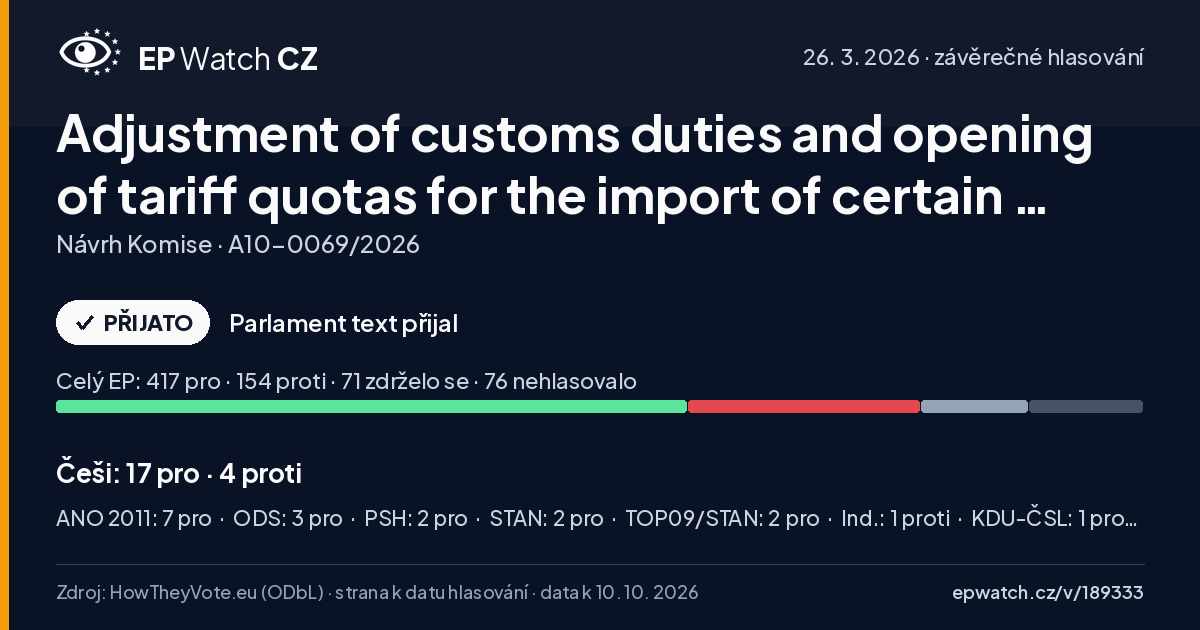 EP Watch CZ
26. 3. 2026 · závěrečné hlasování
Adjustment of customs duties and opening
of tariff quotas for the import of certain …
Návrh Komise · A10-0069/2026
✓ PŘIJATO
Parlament text přijal
Celý EP: 417 pro · 154 proti · 71 zdrželo se · 76 nehlasovalo
Češi: 17 pro · 4 proti
ANO 2011: 7 pro · ODS: 3 pro · PSH: 2 pro · STAN: 2 pro · TOP09/STAN: 2 pro · Ind.: 1 proti · KDU-ČSL: 1 pro…
Zdroj: HowTheyVote.eu (ODbL) · strana k datu hlasování · data k 10. 10. 2026
epwatch.cz/v/189333